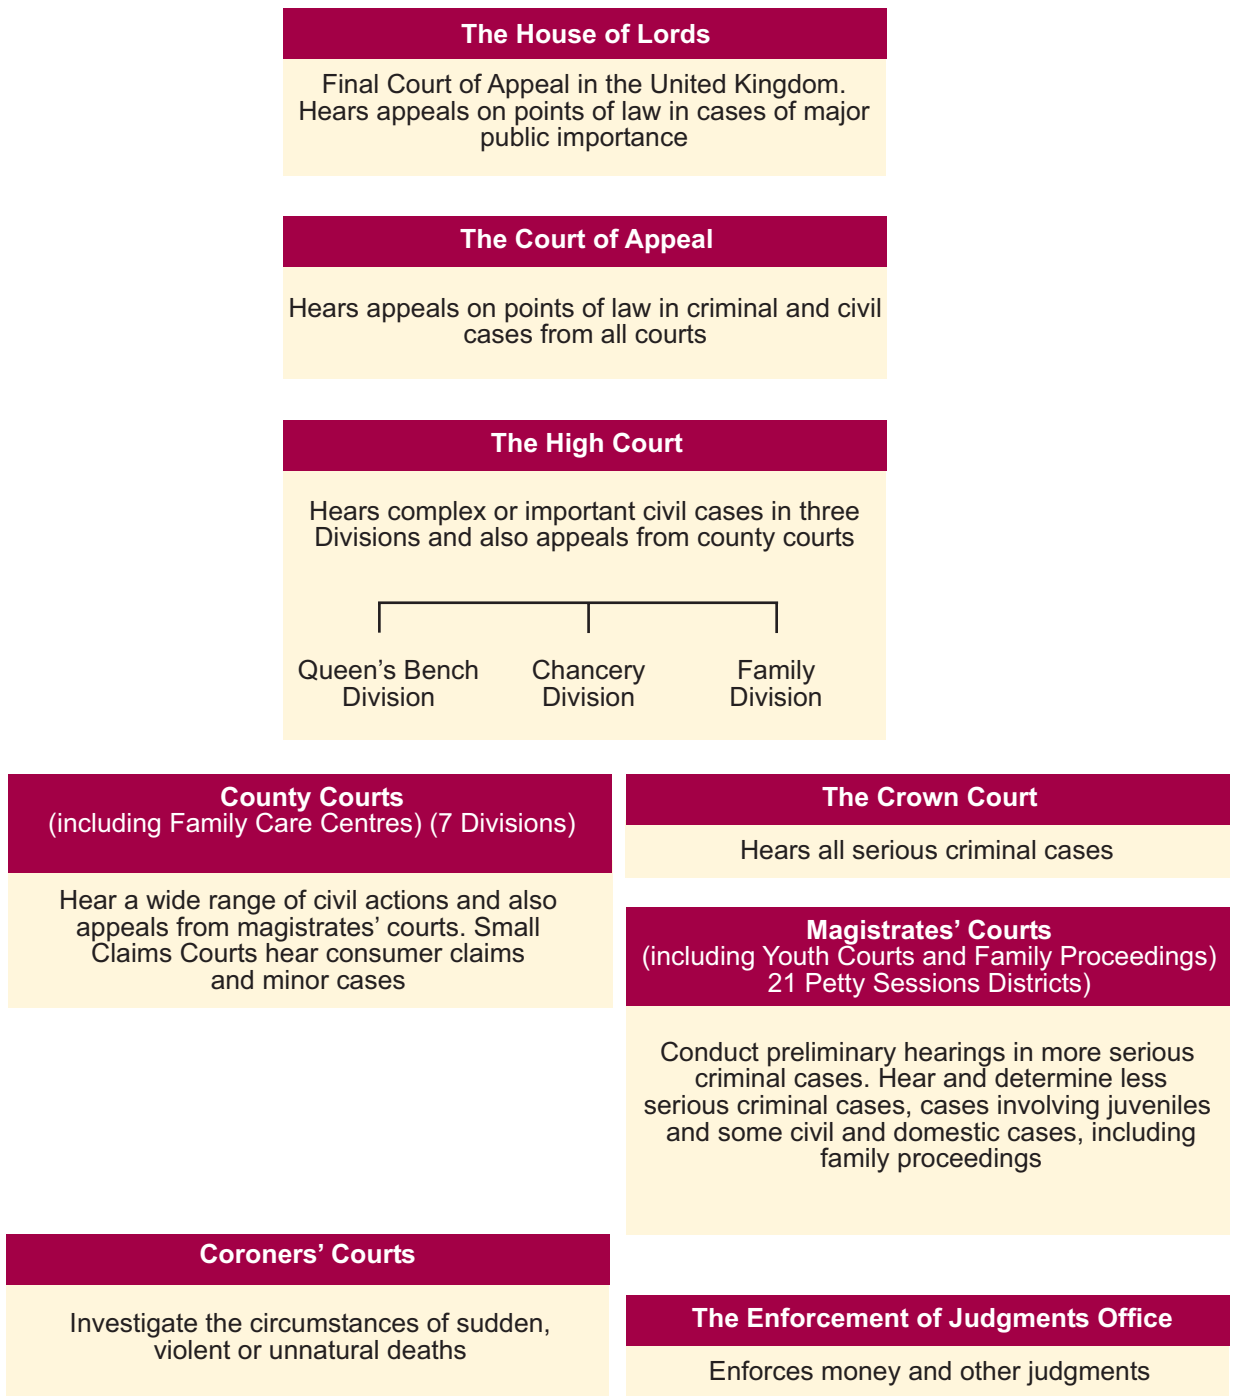 The House of Lords
Final Court of Appeal in the United Kingdom.
Hears appeals on points of law in cases of major
public importance
The Court of Appeal
Hears appeals on points of law in criminal and civil
cases from all courts
The High Court
Hears complex or important civil cases in three
Divisions and also appeals from county courts
Queen’s Bench
Division
Chancery
Division
Family
Division
County Courts
(including Family Care Centres) (7 Divisions)
Hear a wide range of civil actions and also
appeals from magistrates’ courts. Small
Claims Courts hear consumer claims
and minor cases
The Crown Court
Hears all serious criminal cases
Magistrates’ Courts
(including Youth Courts and Family Proceedings)
21 Petty Sessions Districts)
Conduct preliminary hearings in more serious
criminal cases. Hear and determine less
serious criminal cases, cases involving juveniles
and some civil and domestic cases, including
family proceedings
Coroners’ Courts
Investigate the circumstances of sudden,
violent or unnatural deaths
The Enforcement of Judgments Office
Enforces money and other judgments